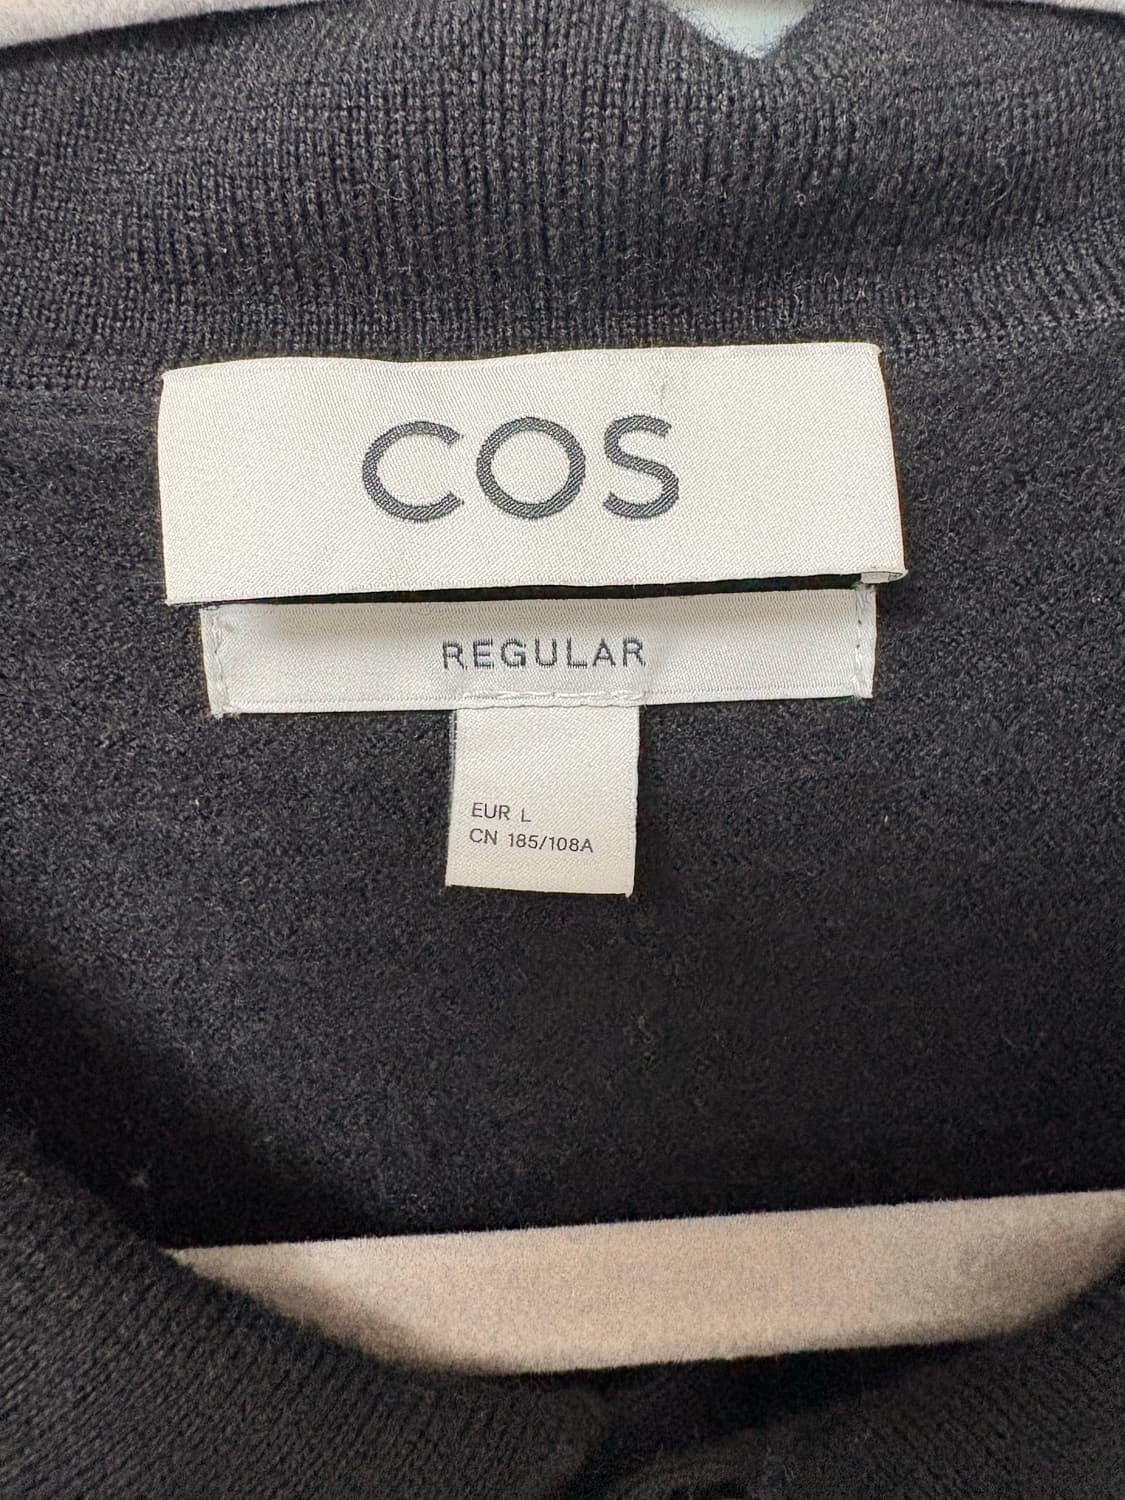 COS
REGULAR
EUR L
CN 185/108A